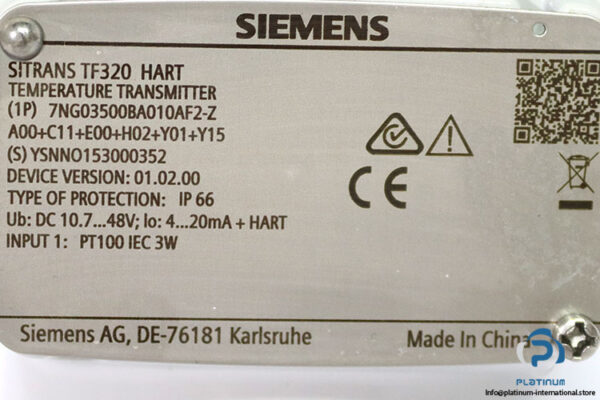 SIEMENS
SITRANS TF320 HART
TEMPERATURE TRANSMITTER
(1P) 7NG03500BA010AF2-Z
A00+C11+E00+H02+Y01+Y15
(S) YSNNO153000352
DEVICE VERSION: 01.02.00
TYPE OF PROTECTION: IP 66
Ub: DC 10.7...48V; Io: 4...20mA + HART
INPUT 1: PT100 IEC 3W
CE
Siemens AG, DE-76181 Karlsruhe
Made In China
PLATINUM
Info@platinum-international.store